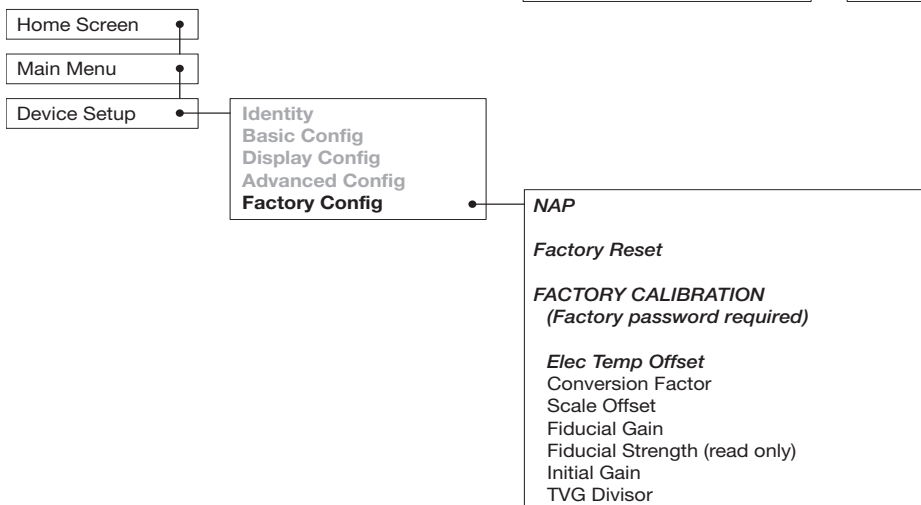 Home Screen
Main Menu
Device Setup
Identity
Basic Config
Display Config
Advanced Config
Factory Config
NAP
Factory Reset
FACTORY CALIBRATION
(Factory password required)
Elec Temp Offset
Conversion Factor
Scale Offset
Fiducial Gain
Fiducial Strength (read only)
Initial Gain
TVG Divisor